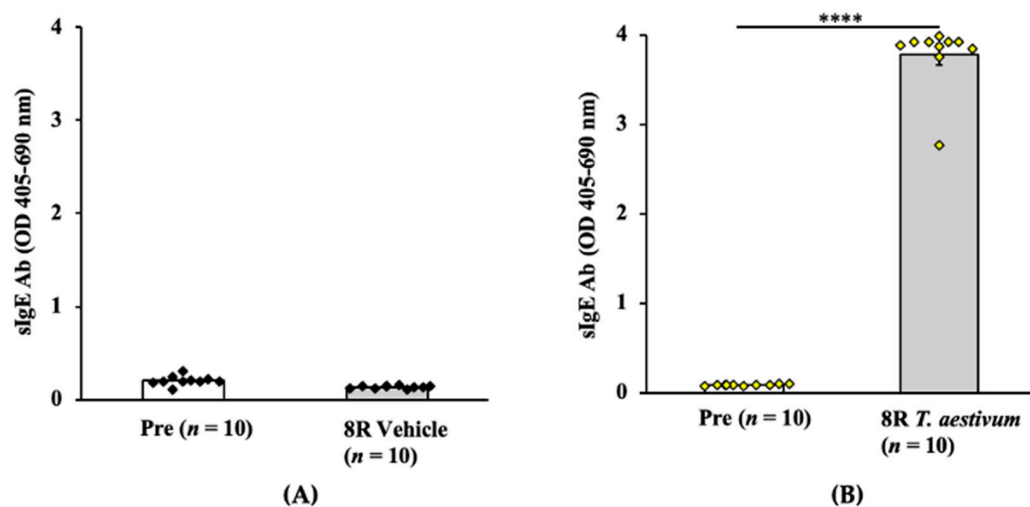 sIgE Ab (OD 405-690 nm)
4
3
2
1
0
Pre (n = 10)
8R Vehicle
(n = 10)
(A)
****
sIgE Ab (OD 405-690 nm)
4
3
2
1
0
Pre (n = 10)
8R T. aestivum
(n = 10)
(B)